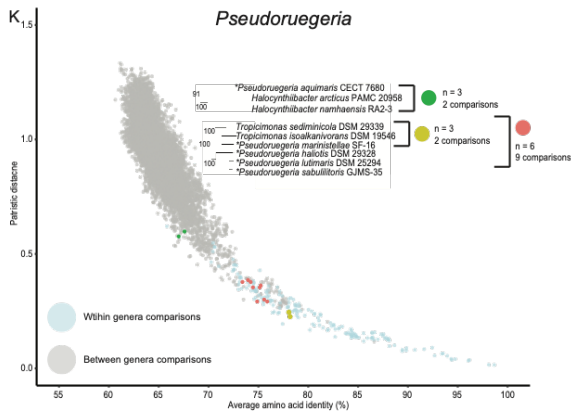 K
Pseudoruegeria
1.5
1.0
0.5
0.0
Patristic distacne
91
100
*Pseudoruegeria aquimaris CECT 7680
Halocynthiibacter arcticus PAMC 20958
Halocynthiibacter namhaensis RA2-3
n = 3
2 comparisons
100
100
100
Tropicimonas sediminicola DSM 29339
Tropicimonas isoalkanivorans DSM 19546
*Pseudoruegeria marinistellae SF-16
*Pseudoruegeria haliotis DSM 29328
*Pseudoruegeria lutimaris DSM 25294
*Pseudoruegeria sabulilitoris GJMS-35
n = 3
2 comparisons
n = 6
9 comparisons
Wtihin genera comparisons
Between genera comparisons
55 60 65 70 75 80 85 90 95 100
Average amino acid identity (%)